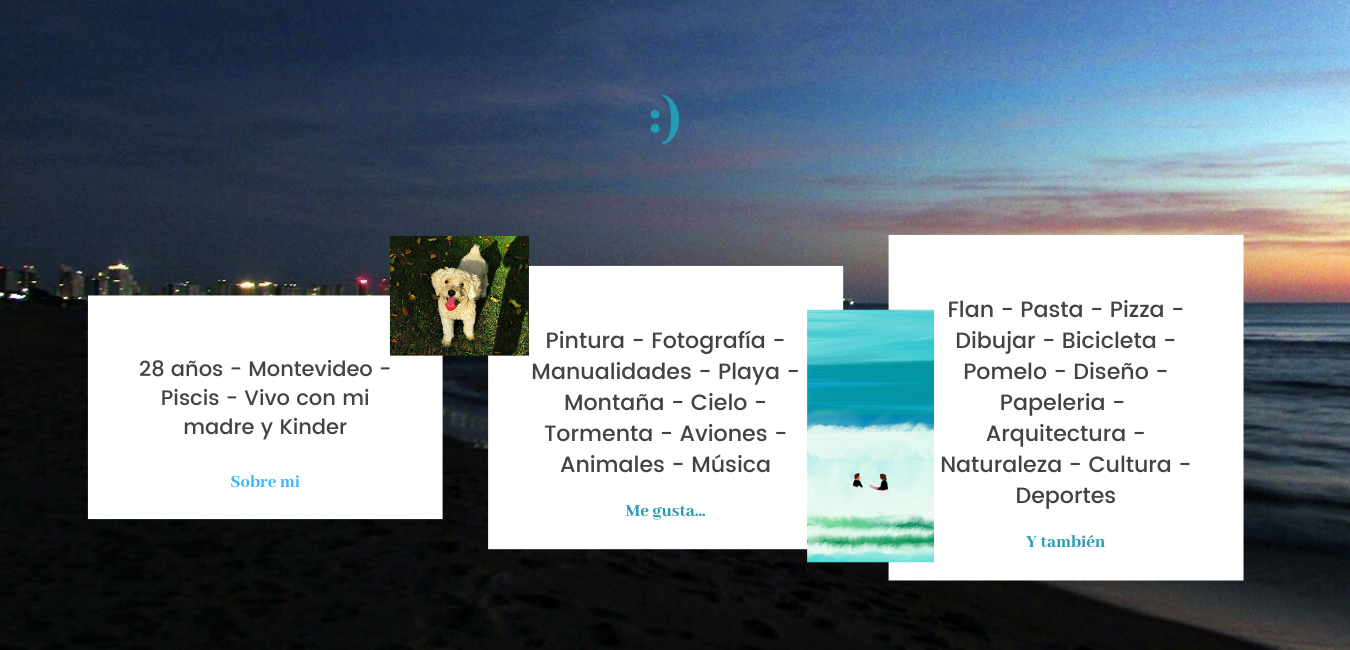 :)
28 años - Montevideo -
Piscis - Vivo con mi
madre y Kinder
Sobre mi
Pintura - Fotografía -
Manualidades - Playa -
Montaña - Cielo -
Tormenta - Aviones -
Animales - Música
Me gusta...
Flan - Pasta - Pizza -
Dibujar - Bicicleta -
Pomelo - Diseño -
Papeleria -
Arquitectura -
Naturaleza - Cultura -
Deportes
Y también